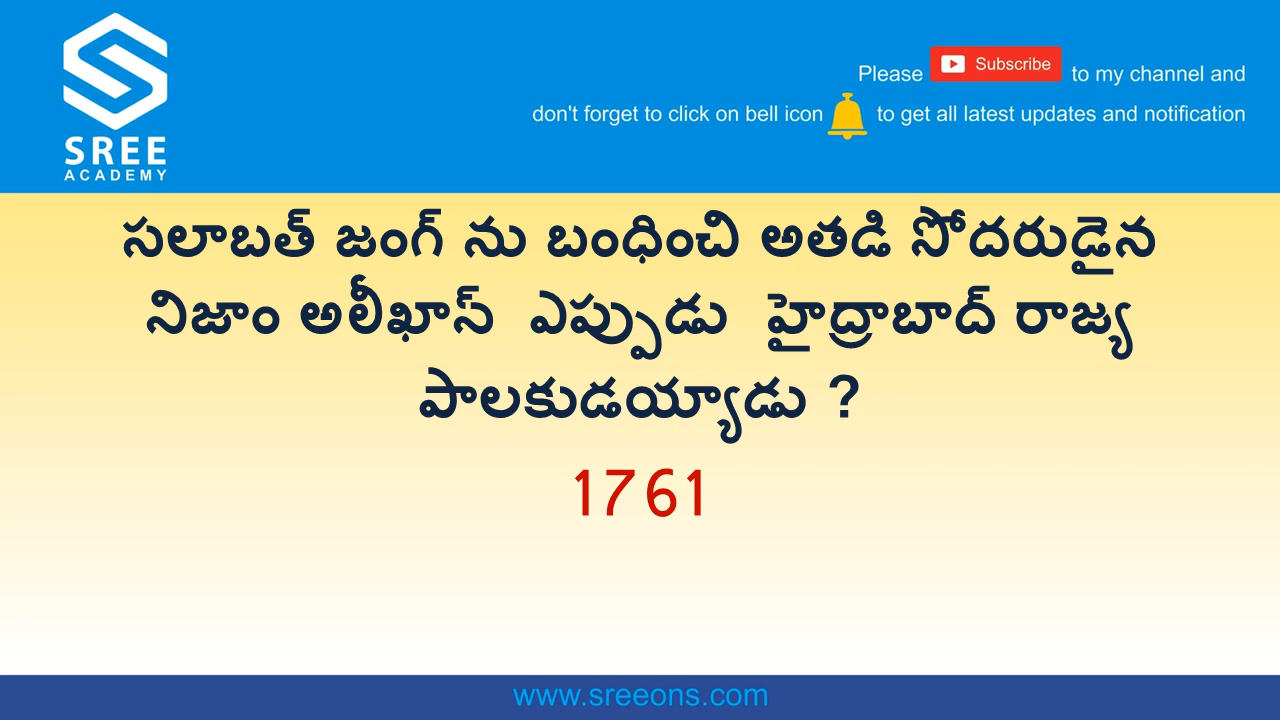 SREE
ACADEMY
Please Subscribe to my channel and
don't forget to click on bell icon to get all latest updates and notification
సలాబత్ జంగ్ ను బంధించి అతడి సోదరుడైన
నిజాం అలీఖాన్ ఎప్పుడు హైద్రాబాద్ రాజ్య
పాలకుడయ్యాడు ?
1761
www.sreeons.com